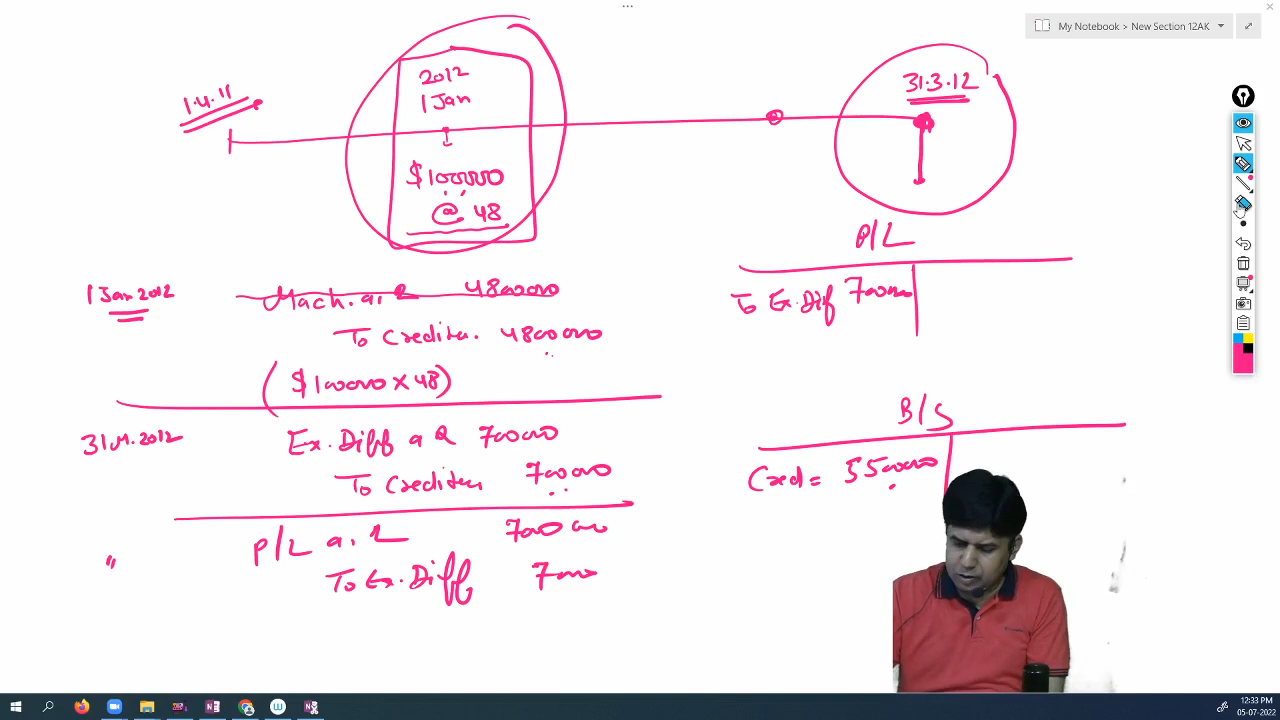 My Notebook > New Section 12AK
1.4.11
2012
1 Jan
$100000
@ 48
31.3.12
P/L
To Ex. Diff 700000
1 Jan 2012
Mach. a. 4800000
To Creditor. 4800000
($100000 x 48)
31 M. 2012
Ex. Diff a 700000
To Creditor 700000
P/L a. 700000
" To Ex. Diff
B/S
Cred = 5500000
12:33 PM
05-07-2022